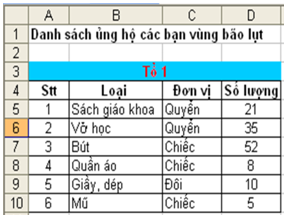 A B C D
1 Danh sách ủng hộ các bạn vùng bão lụt
2
3 Tổ 1
4 Stt Loại Đơn vị Số lượng
5 1 Sách giáo khoa Quyển 21
6 2 Vở học Quyển 35
7 3 Bút Chiếc 52
8 4 Quần áo Chiếc 8
9 5 Giầy, dép Đôi 10
10 6 Mũ Chiếc 5